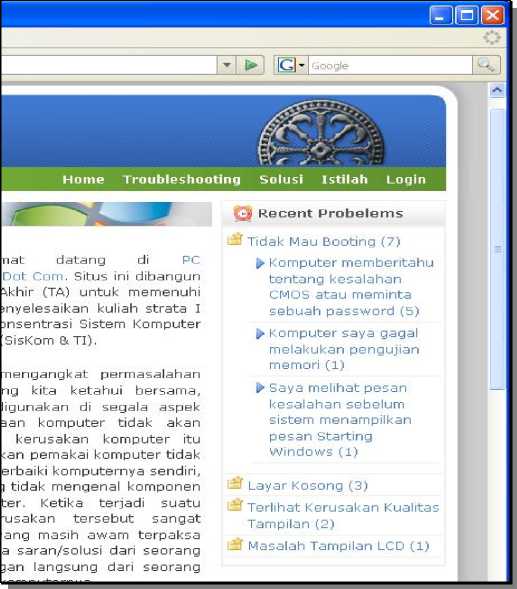 G Google
Home Troubleshooting Solusi Istilah Login
mat datang di PC
Dot Com. Situs ini dibangun
Akhir (TA) untuk memenuhi
enyelesaikan kuliah strata I
onsentrasi Sistem Komputer
(SisKom & TI).
mengangkat permasalahan
ng kita ketahui bersama,
digunakan di segala aspek
aan komputer tidak akan
kerusakan komputer itu
kan pemakai komputer tidak
erbaiki komputernya sendiri,
g tidak mengenal komponen
ter. Ketika terjadi suatu
rusakan tersebut sangat
ang masih awam terpaksa
a saran/solusi dari seorang
gan langsung dari seorang
komputernya
Recent Probelems
Tidak Mau Booting (7)
Komputer memberitahu
tentang kesalahan
CMOS atau meminta
sebuah password (5)
Komputer saya gagal
melakukan pengujian
memori (1)
Saya melihat pesan
kesalahan sebelum
sistem menampilkan
pesan Starting
Windows (1)
Layar Kosong (3)
Terlihat Kerusakan Kualitas
Tampilan (2)
Masalah Tampilan LCD (1)